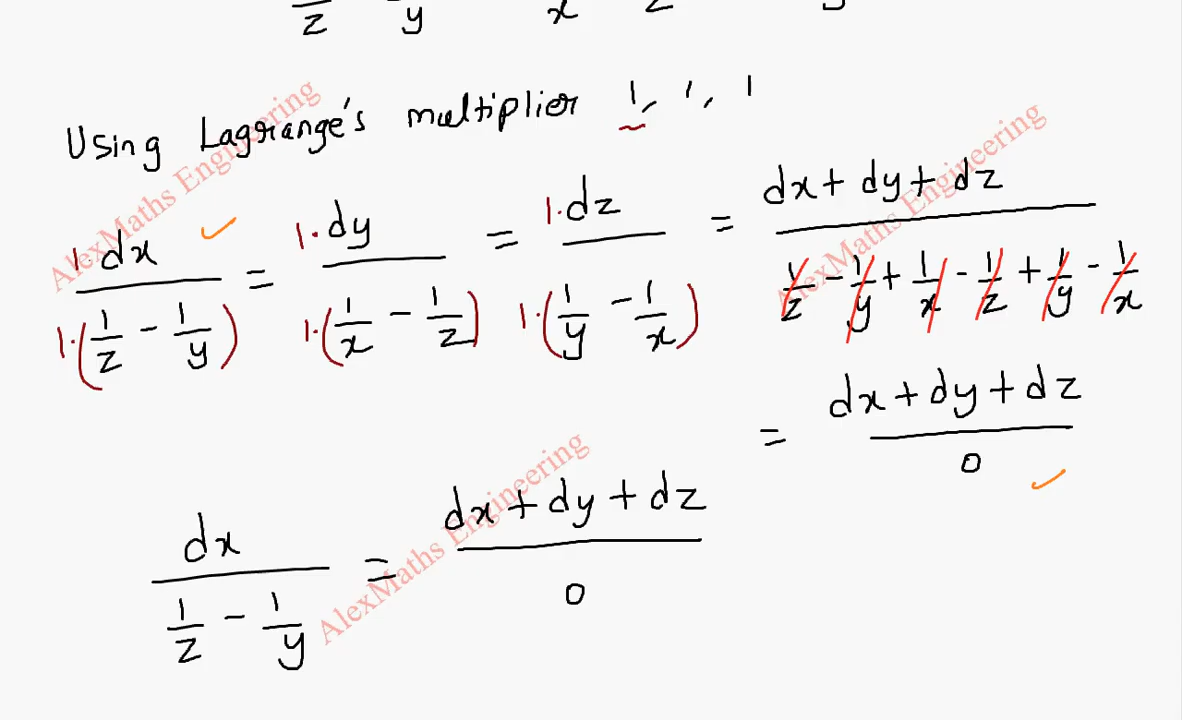 z y x z y
Using Lagrange's multiplier 1, 1, 1
1·dx / 1·(1/z - 1/y) = 1·dy / 1·(1/x - 1/z) = 1·dz / 1·(1/y - 1/x) = dx + dy + dz / 1/z - 1/y + 1/x - 1/z + 1/y - 1/x
= dx + dy + dz / 0
dx / 1/z - 1/y = dx + dy + dz / 0
AlexMaths Engineering
AlexMaths Engineering
AlexMaths Engineering